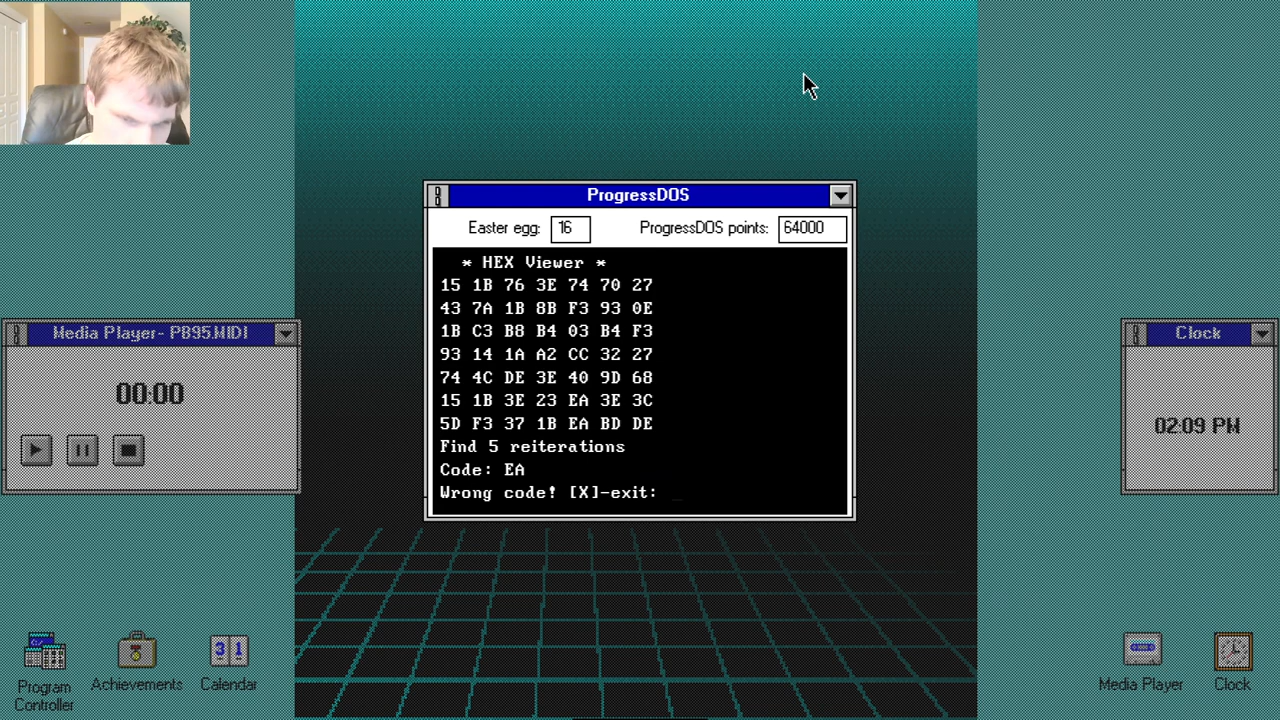 ProgressDOS
Easter egg: 16 ProgressDOS points: 64000
* HEX Viewer *
15 1B 76 3E 74 70 27
43 7A 1B 8B F3 93 0E
1B C3 B8 B4 03 B4 F3
93 14 1A A2 CC 32 27
74 4C DE 3E 40 9D 68
15 1B 3E 23 EA 3E 3C
5D F3 37 1B EA BD DE
Find 5 reiterations
Code: EA
Wrong code! [X]-exit: _
Media Player- PB95.MIDI
00:00
Clock
02:09 PM
Program
Controller
Achievements
31
Calendar
Media Player
Clock